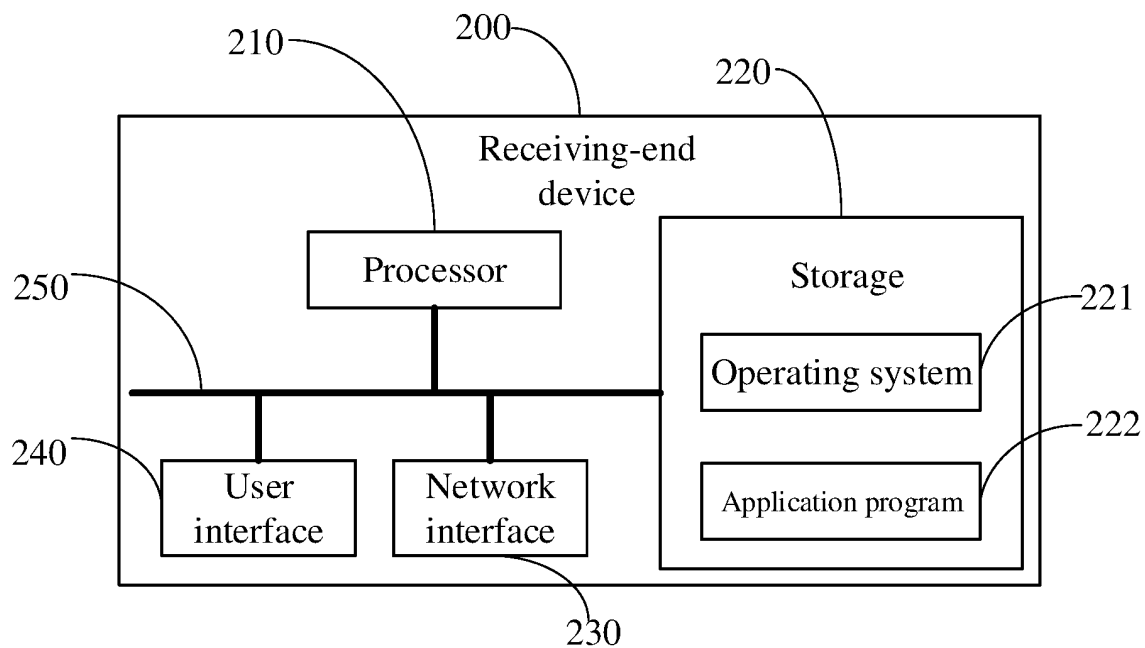 200
210
220
Receiving-end
device
Processor
Storage
250
221
Operating system
222
240
User
interface
Network
interface
Application program
230